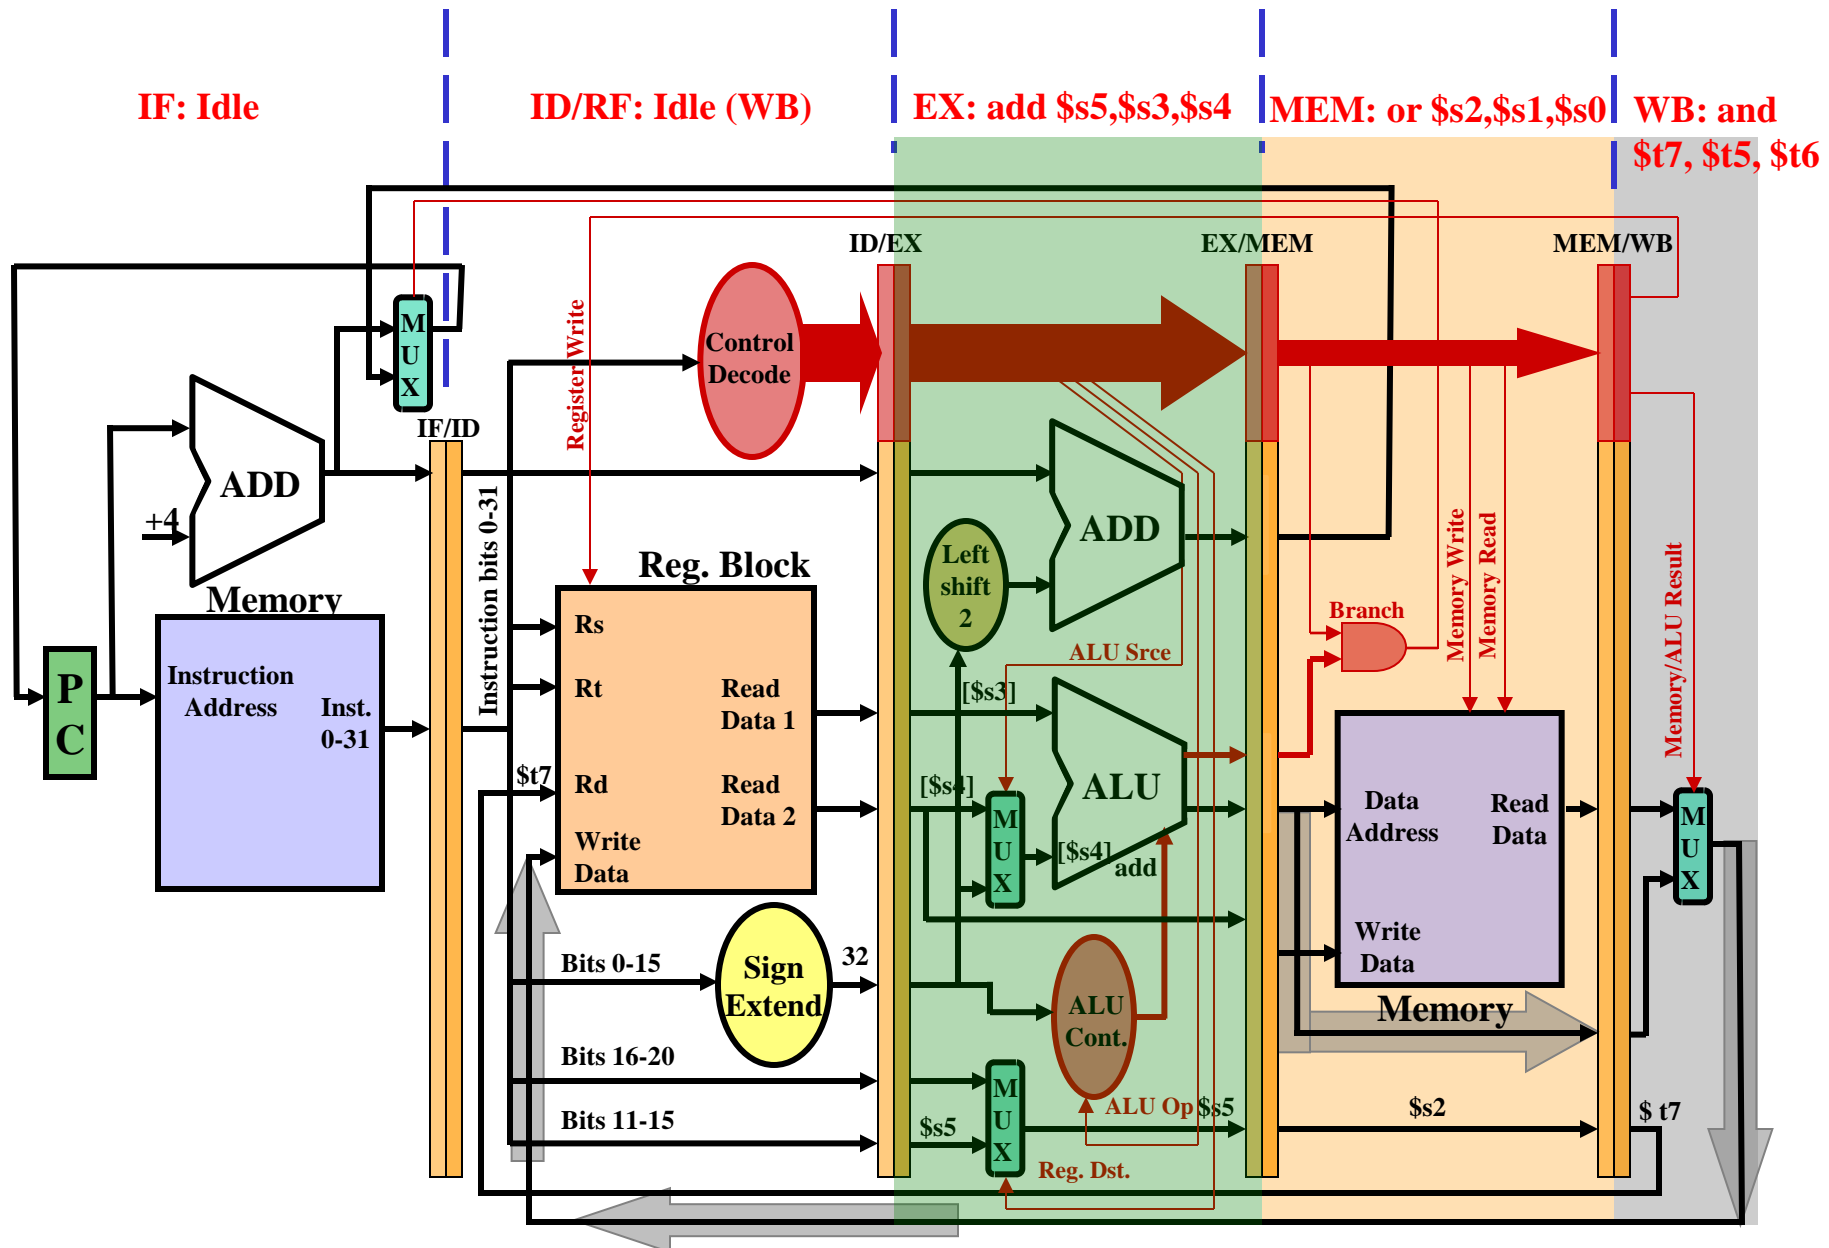 IF: Idle
ID/RF: Idle (WB)
EX: add $s5,$s3,$s4
MEM: or $s2,$s1,$s0
WB: and
$t7, $t5, $t6
ID/EX
EX/MEM
MEM/WB
M
U
X
Control
Decode
Register Write
IF/ID
ADD
+4
Memory
Instruction
Address
Inst.
0-31
P
C
Instruction bits 0-31
Reg. Block
Rs
Rt
Read
Data 1
$t7
Rd
Read
Data 2
Write
Data
Bits 0-15
Sign
Extend
32
Bits 16-20
Bits 11-15
ADD
Left
shift
2
ALU Srce
[$s3]
[$s4]
M
U
X
ALU
[$s4]
add
ALU
Cont.
M
U
X
ALU Op
$s5
$s5
Reg. Dst.
Branch
Memory Write
Memory Read
Data
Address
Read
Data
Write
Data
Memory
$s2
Memory/ALU Result
M
U
X
$ t7